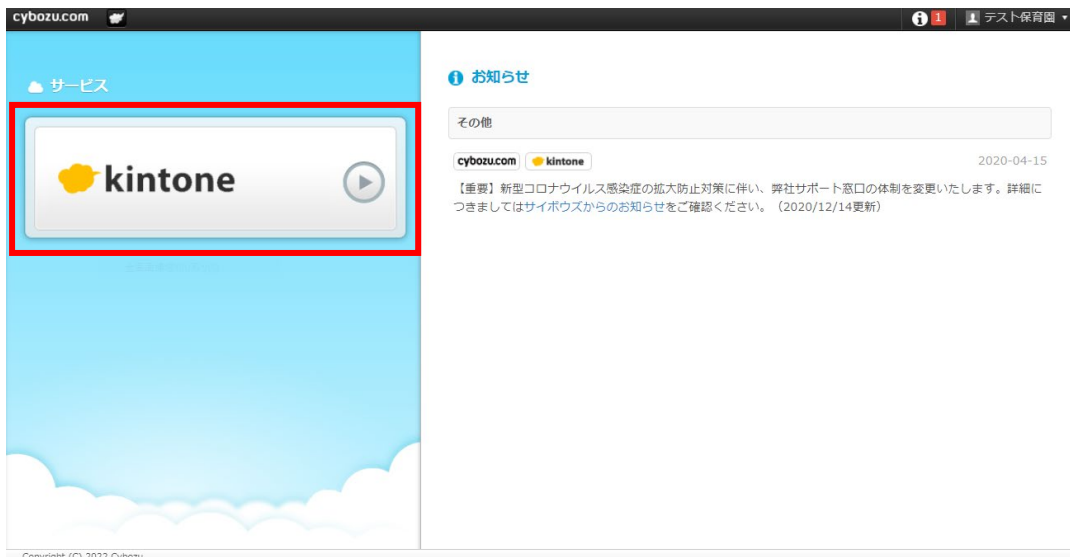 cybozu.com
1
テスト保育園
サービス
kintone
お知らせ
その他
cybozu.com kintone
2020-04-15
【重要】新型コロナウイルス感染症の拡大防止対策に伴い、弊社サポート窓口の体制を変更いたします。詳細に
つきましてはサイボウズからのお知らせをご確認ください。（2020/12/14更新）
Copyright (C) 2022 Cybozu